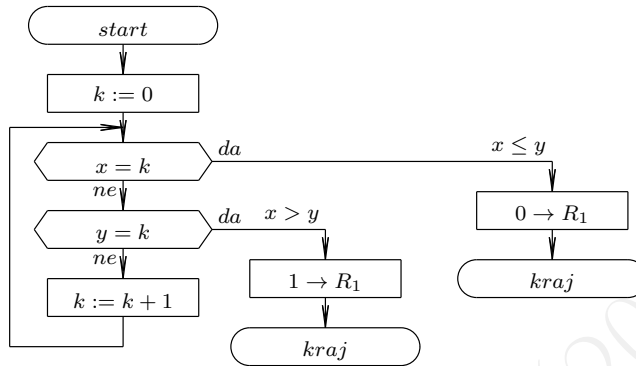 start
k := 0
x = k
da
x ≤ y
ne
0 → R₁
y = k
da
x > y
ne
kraj
k := k + 1
1 → R₁
kraj